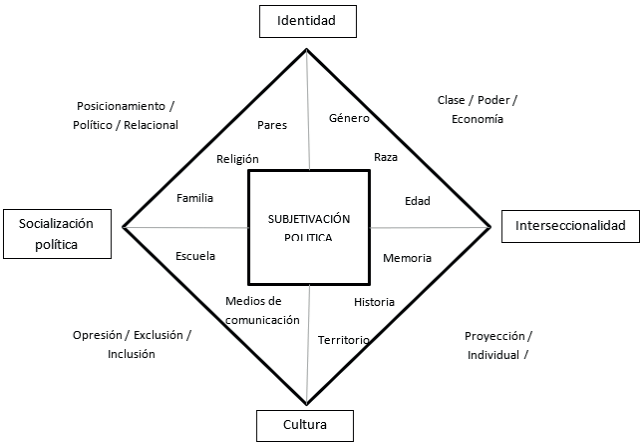 Identidad
Posicionamiento /
Político / Relacional
Clase / Poder /
Economía
Pares
Género
Religión
Raza
Familia
Edad
Socialización
política
SUBJETIVACIÓN
POLITICA
Interseccionalidad
Escuela
Memoria
Medios de
comunicación
Historia
Territorio
Opresión / Exclusión /
Inclusión
Proyección /
Individual /
Cultura